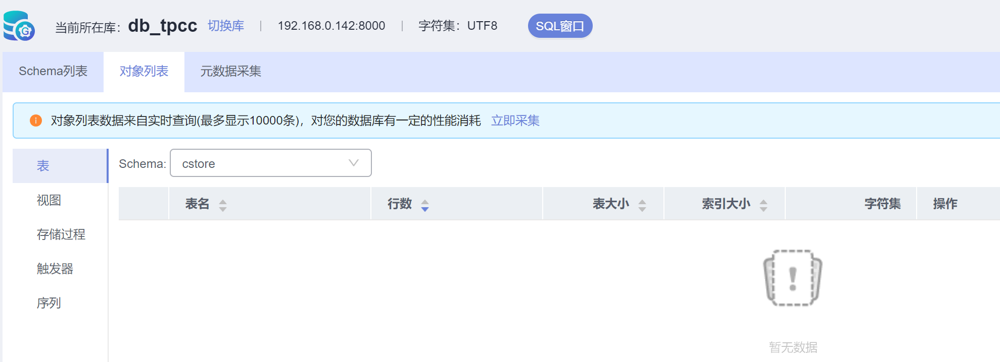 当前所在库: db_tpcc 切换库 | 192.168.0.142:8000 | 字符集: UTF8 SQL窗口
Schema列表 对象列表 元数据采集
对象列表数据来自实时查询(最多显示10000条)，对您的数据库有一定的性能消耗 立即采集
表
Schema: cstore
表名 行数 表大小 索引大小 字符集 操作
视图
存储过程
触发器
序列
暂无数据